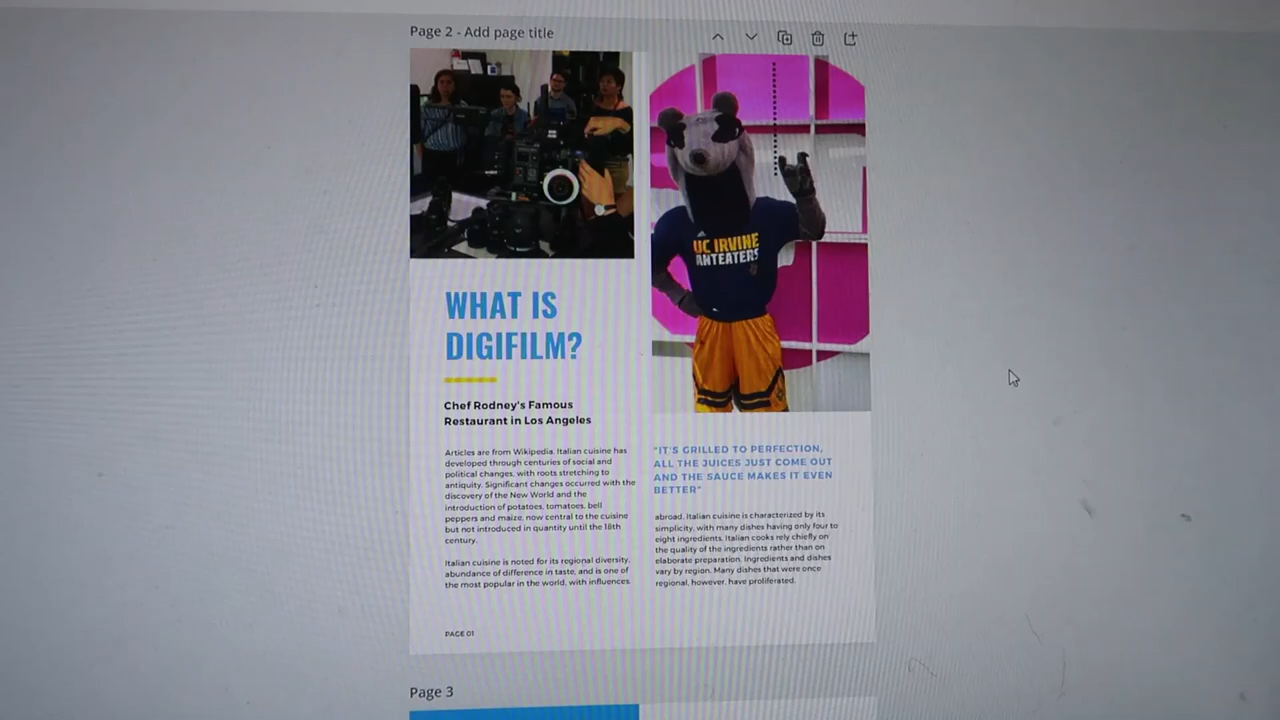 Page 2 - Add page title
UC IRVINE
ANTEATERS
WHAT IS
DIGIFILM?
Chef Rodney's Famous
Restaurant in Los Angeles
Articles are from Wikipedia. Italian cuisine has
developed through centuries of social and
political changes, with roots stretching to
antiquity. Significant changes occurred with the
discovery of the New World and the
introduction of potatoes, tomatoes, bell
peppers and maize, now central to the cuisine
but not introduced in quantity until the 18th
century.
Italian cuisine is noted for its regional diversity,
abundance of difference in taste, and is one of
the most popular in the world, with influences
PAGE 01
"IT'S GRILLED TO PERFECTION,
ALL THE JUICES JUST COME OUT
AND THE SAUCE MAKES IT EVEN
BETTER"
abroad. Italian cuisine is characterized by its
simplicity, with many dishes having only four to
eight ingredients. Italian cooks rely chiefly on
the quality of the ingredients rather than on
elaborate preparation. Ingredients and dishes
vary by region. Many dishes that were once
regional, however, have proliferated.
Page 3